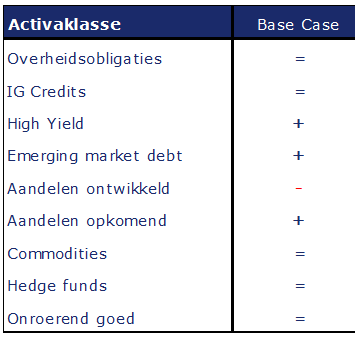 Activaklasse Base Case
Overheidsobligaties =
IG Credits =
High Yield +
Emerging market debt +
Aandelen ontwikkeld -
Aandelen opkomend +
Commodities =
Hedge funds =
Onroerend goed =